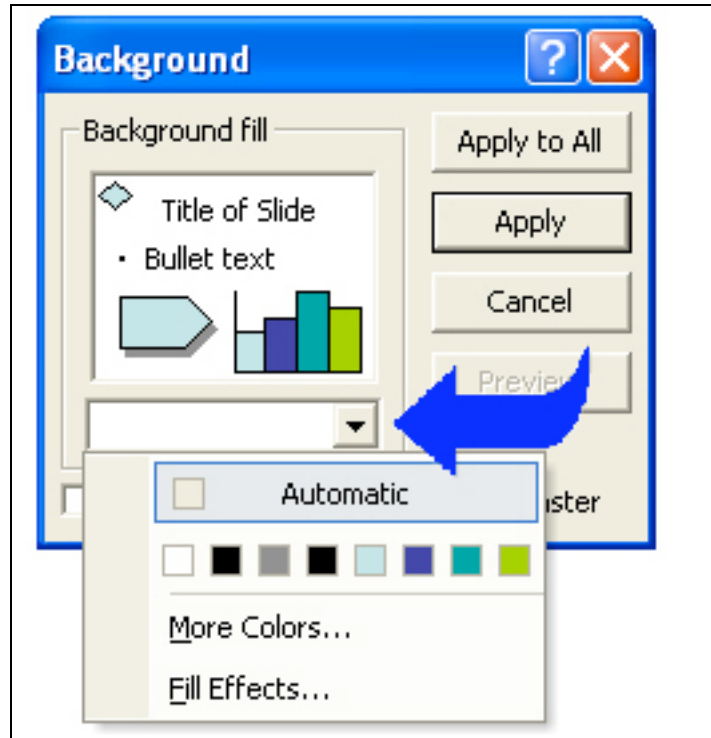 Background
?
Background fill
Apply to All
Title of Slide
Apply
• Bullet text
Cancel
Automatic
More Colors...
Fill Effects...